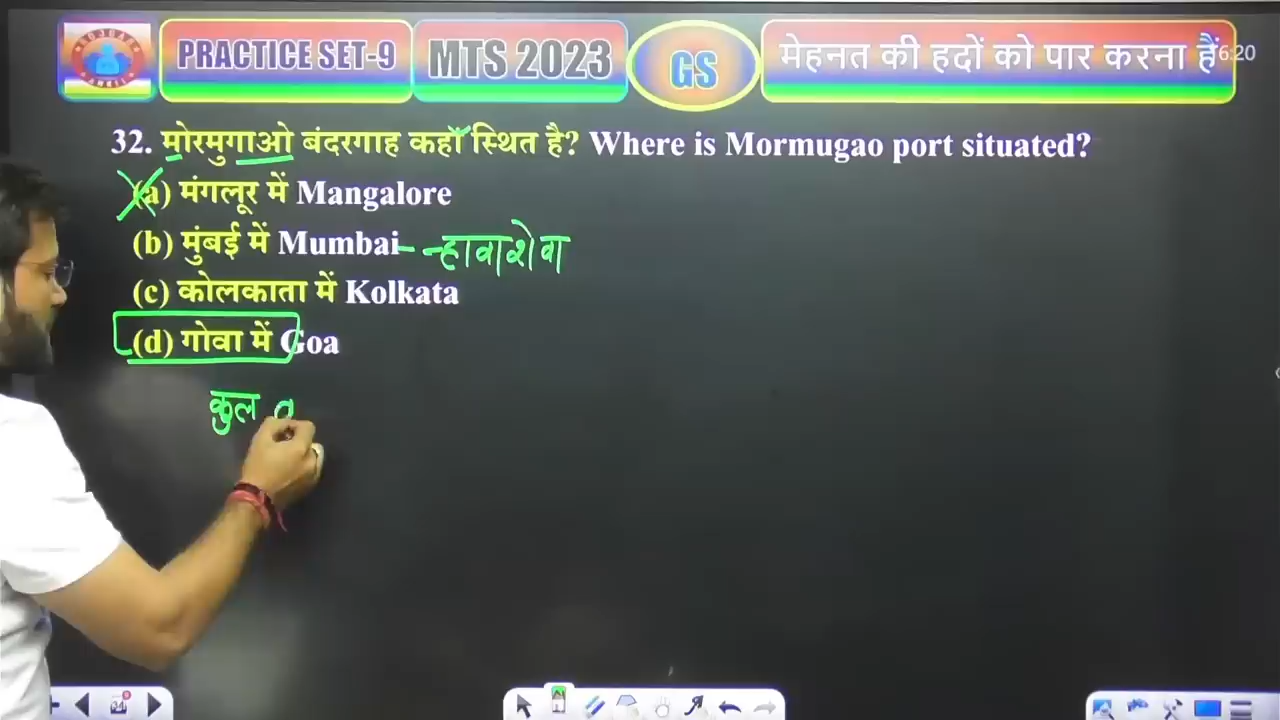 PRACTICE SET-9 MTS 2023 GS मेहनत की हदों को पार करना हैं 16:20
32. मोरमुगाओ बंदरगाह कहाँ स्थित है? Where is Mormugao port situated?
(a) मंगलूर में Mangalore
(b) मुंबई में Mumbai - न्हावाशेवा
(c) कोलकाता में Kolkata
(d) गोवा में Goa
कुल